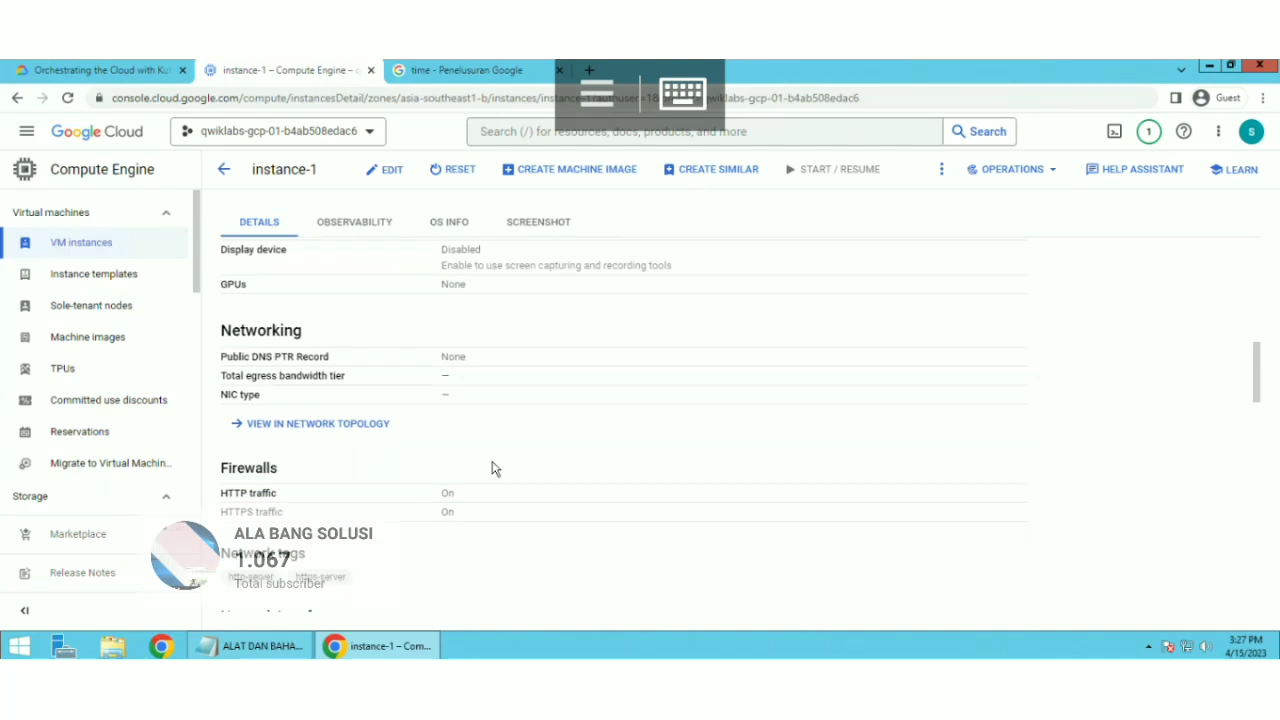 Orchestrating the Cloud with Ku
instance-1 – Compute Engine –
time - Penelusuran Google
console.cloud.google.com/compute/instancesDetail/zones/asia-southeast1-b/instances/
qwiklabs-gcp-01-b4ab508edac6
Guest
Google Cloud
qwiklabs-gcp-01-b4ab508edac6
Search (/) for resources, docs, products, and more
Search
1
S
Compute Engine
instance-1
EDIT
RESET
CREATE MACHINE IMAGE
CREATE SIMILAR
START / RESUME
OPERATIONS
HELP ASSISTANT
LEARN
Virtual machines
VM instances
Instance templates
Sole-tenant nodes
Machine images
TPUs
Committed use discounts
Reservations
Migrate to Virtual Machin...
Storage
Marketplace
Release Notes
DETAILS
OBSERVABILITY
OS INFO
SCREENSHOT
Display device
Disabled
Enable to use screen capturing and recording tools
GPUs
None
Networking
Public DNS PTR Record
None
Total egress bandwidth tier
—
NIC type
—
VIEW IN NETWORK TOPOLOGY
Firewalls
HTTP traffic
On
HTTPS traffic
On
Network tags
http-server
https-server
ALA BANG SOLUSI
1.067
Total subscriber
ALAT DAN BAHA...
instance-1 – Com...
3:27 PM
4/15/2023